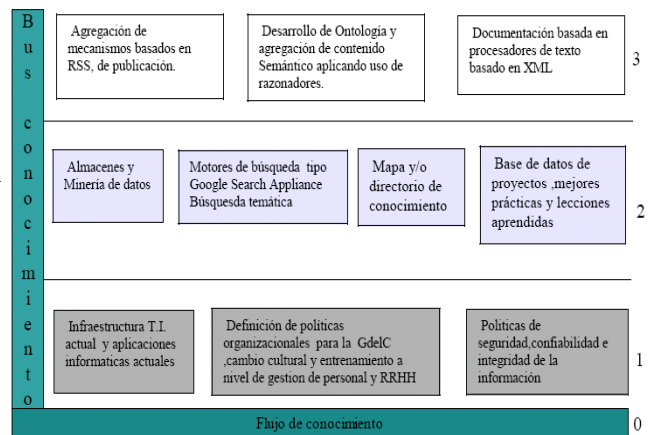 Bus conocimiento
Agregación de
mecanismos basados en
RSS, de publicación.
Desarrollo de Ontología y
agregación de contenido
Semántico aplicando uso de
razonadores.
Documentación basada en
procesadores de texto
basado en XML
3
Almacenes y
Minería de datos
Motores de búsqueda tipo
Google Search Appliance
Búsquesda temática
Mapa y/o
directorio de
conocimiento
Base de datos de
proyectos ,mejores
prácticas y lecciones
aprendidas
2
Infraestructura T.I.
actual y aplicaciones
informaticas actuales
Definición de políticas
organizacionales para la GdelC
,cambio cultural y entrenamiento a
nivel de gestion de personal y RRHH
Politicas de
seguridad,confiabilidad e
integridad de la
información
1
Flujo de conocimiento
0